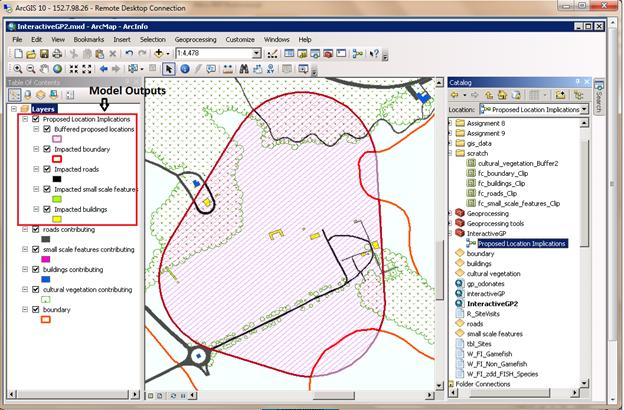 ArcGIS 10 - 152.7.98.26 - Remote Desktop Connection
InteractiveGP2.mxd - ArcMap - ArcInfo
File Edit View Bookmarks Insert Selection Geoprocessing Customize Windows Help
1:4,478
Drawing
Table Of Contents
Model Outputs
Layers
Proposed Location Implications
Buffered proposed locations
Impacted boundary
Impacted roads
Impacted small scale features
Impacted buildings
roads contributing
small scale features contributing
buildings contributing
cultural vegetation contributing
boundary
Catalog
Location: Proposed Location Implications
Assignment 8
Assignment 9
gis_data
scratch
cultural_vegetation_Buffer2
fc_boundary_Clip
fc_buildings_Clip
fc_roads_Clip
fc_small_scale_features_Clip
Geoprocessing
Geoprocessing tools
InteractiveGP
Proposed Location Implications
boundary
buildings
cultural vegetation
gp_odonates
interactiveGP
InteractiveGP2
R_SiteVisits
roads
small scale features
tbl_Sites
W_FI_Gamefish
W_FI_Non_Gamefish
W_FI_zdd_FISH_Species
Folder Connections
Search